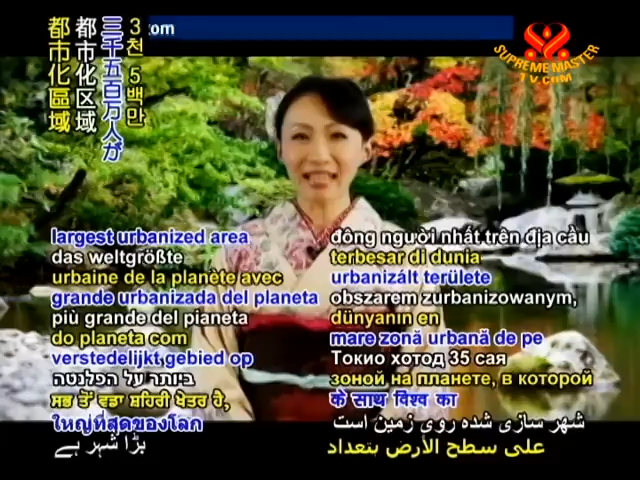 com
SUPREME MASTER
TV.COM
3천 5백만
三千五百万人が
都市化区域
都市化區域
largest urbanized area
das weltgrößte
urbaine de la planète avec
grande urbanizada del planeta
più grande del pianeta
do planeta com
verstedelijkt gebied op
ביותר על הפלנטה
ਸਭ ਤੋਂ ਵਡਾ ਸ਼ਹਿਰੀ ਖੇਤਰ ਹੈ,
ใหญ่ที่สุดของโลก
بڑا شہر ہے
đông người nhất trên địa cầu
terbesar di dunia
urbanizált területe
obszarem zurbanizowanym,
dünyanın en
mare zonă urbană de pe
Токио хотод 35 сая
зоной на планете, в которой
के साथ विश्व का
شهر سازی شده روی زمین است
على سطح الأرض بتعداد